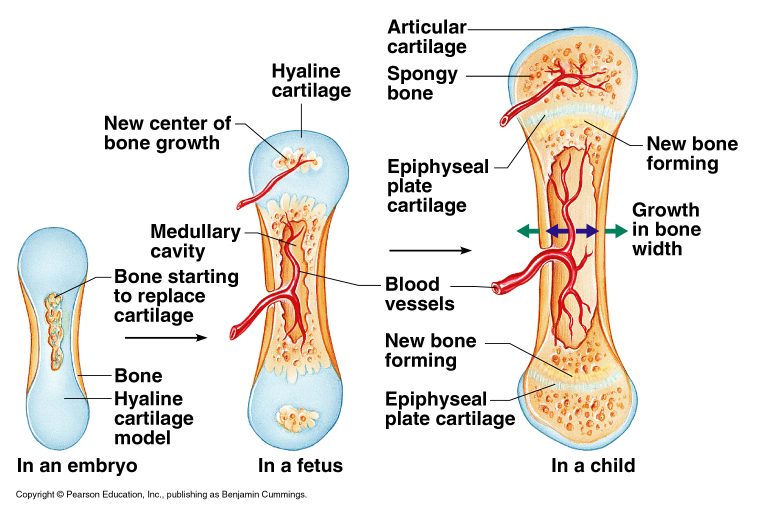 Articular
cartilage
Spongy
bone
Hyaline
cartilage
New center of
bone growth
New bone
forming
Epiphyseal
plate
cartilage
Growth
in bone
width
Medullary
cavity
Bone starting
to replace
cartilage
Blood
vessels
New bone
forming
Bone
Hyaline
cartilage
model
Epiphyseal
plate cartilage
In an embryo
In a fetus
In a child
Copyright © Pearson Education, Inc., publishing as Benjamin Cummings.